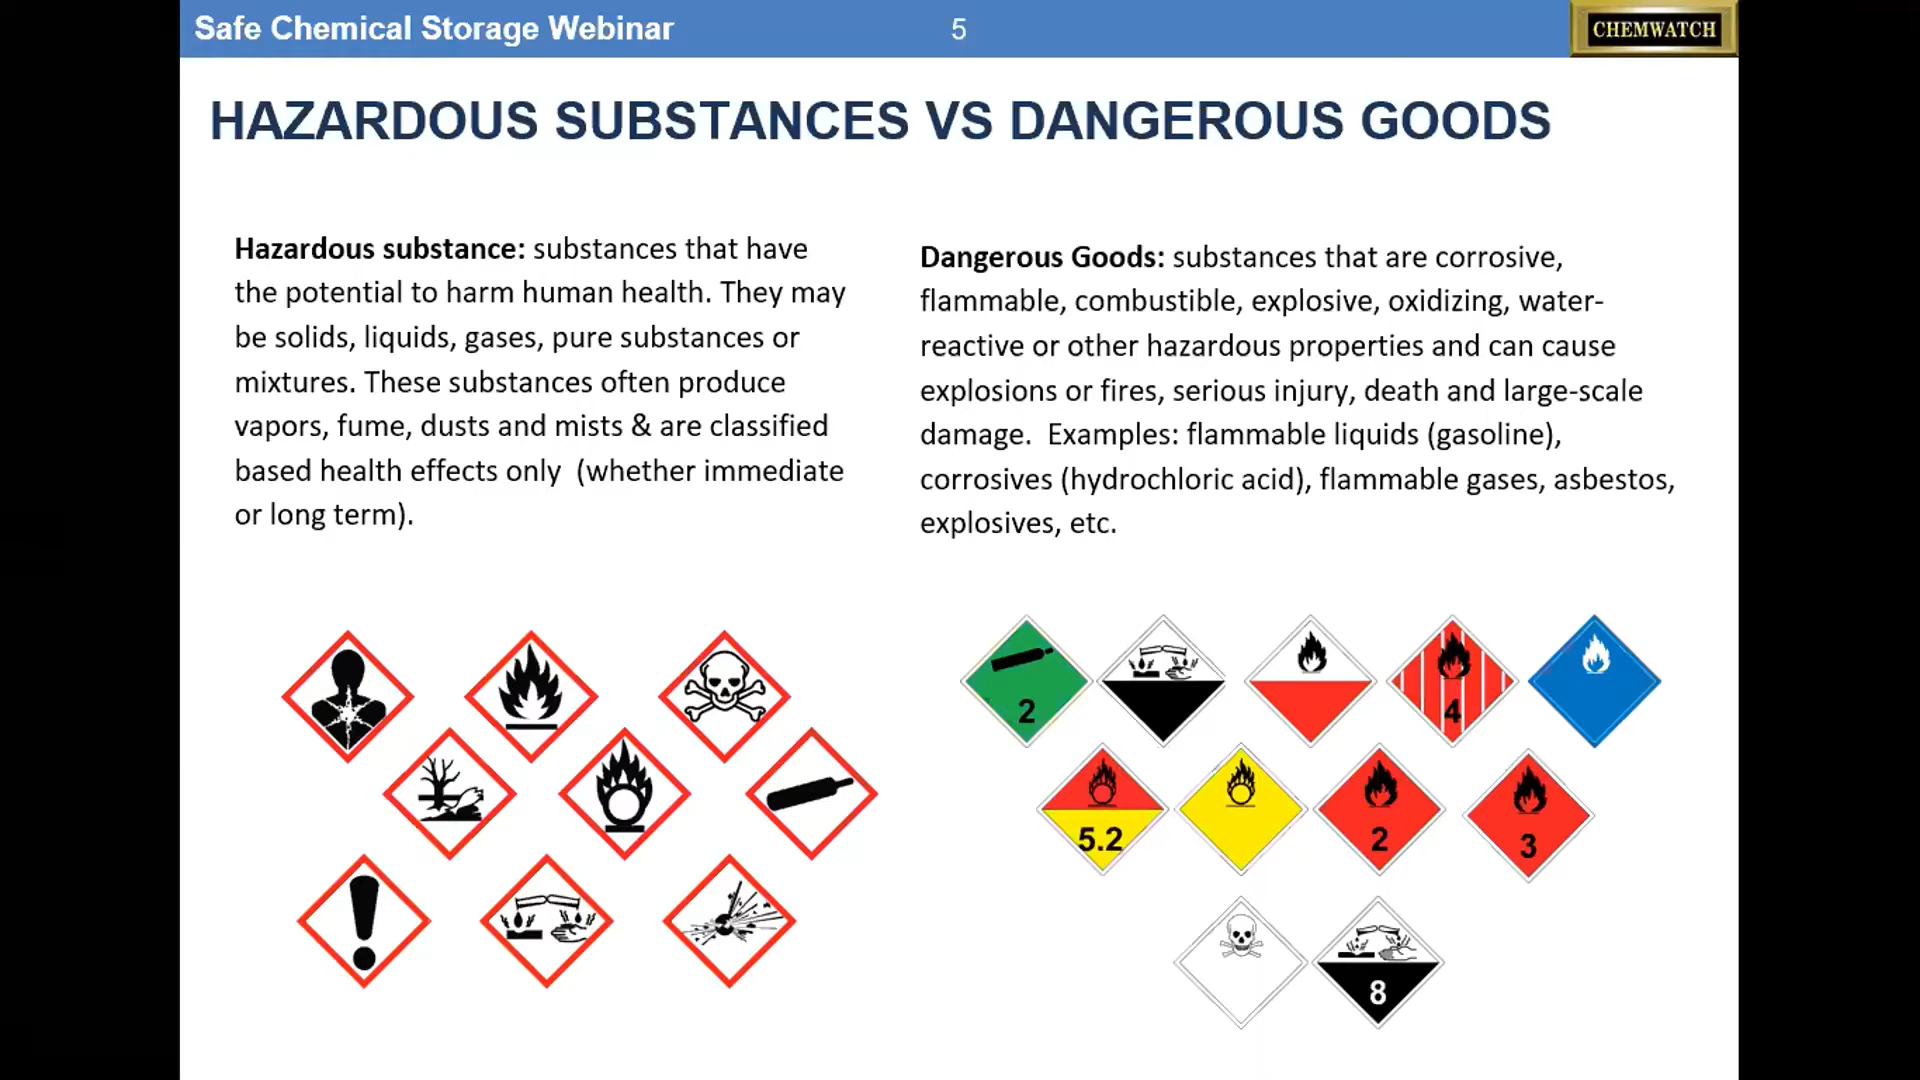 Safe Chemical Storage Webinar
5
CHEMWATCH
HAZARDOUS SUBSTANCES VS DANGEROUS GOODS
Hazardous substance: substances that have
the potential to harm human health. They may
be solids, liquids, gases, pure substances or
mixtures. These substances often produce
vapors, fume, dusts and mists & are classified
based health effects only  (whether immediate
or long term).
Dangerous Goods: substances that are corrosive,
flammable, combustible, explosive, oxidizing, water-
reactive or other hazardous properties and can cause
explosions or fires, serious injury, death and large-scale
damage.  Examples: flammable liquids (gasoline),
corrosives (hydrochloric acid), flammable gases, asbestos,
explosives, etc.
2
4
5.2
2
3
8